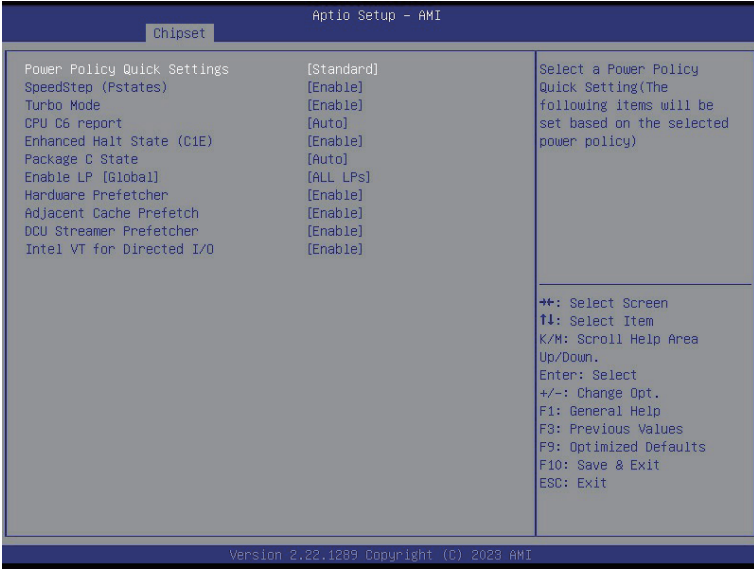 Aptio Setup – AMI
Chipset
Power Policy Quick Settings [Standard]
SpeedStep (Pstates) [Enable]
Turbo Mode [Enable]
CPU C6 report [Auto]
Enhanced Halt State (C1E) [Enable]
Package C State [Auto]
Enable LP [Global] [ALL LPs]
Hardware Prefetcher [Enable]
Adjacent Cache Prefetch [Enable]
DCU Streamer Prefetcher [Enable]
Intel VT for Directed I/O [Enable]
Select a Power Policy
Quick Setting(The
following items will be
set based on the selected
power policy)
→←: Select Screen
↑↓: Select Item
K/M: Scroll Help Area
Up/Down.
Enter: Select
+/-: Change Opt.
F1: General Help
F3: Previous Values
F9: Optimized Defaults
F10: Save & Exit
ESC: Exit
Version 2.22.1289 Copyright (C) 2023 AMI